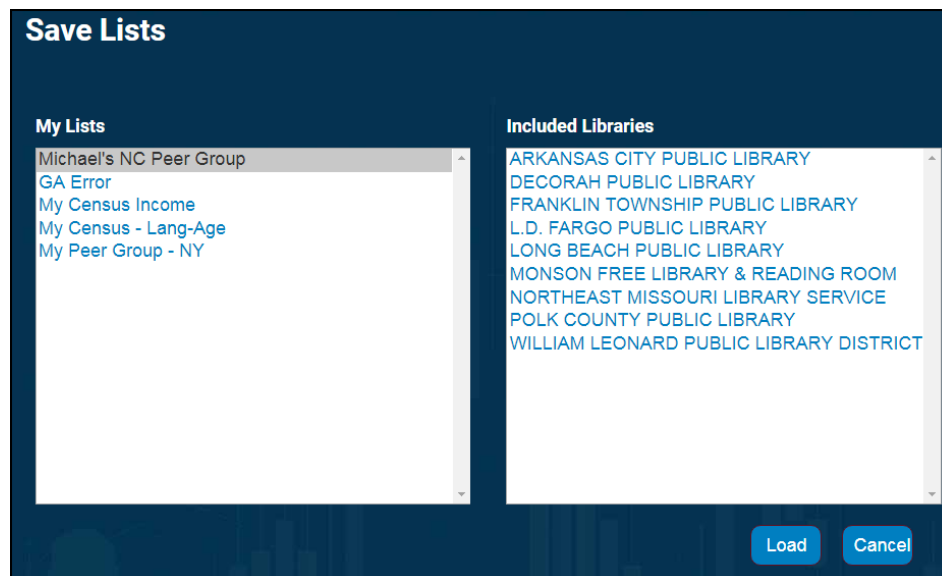 Save Lists
My Lists
Michael's NC Peer Group
GA Error
My Census Income
My Census - Lang-Age
My Peer Group - NY
Included Libraries
ARKANSAS CITY PUBLIC LIBRARY
DECORAH PUBLIC LIBRARY
FRANKLIN TOWNSHIP PUBLIC LIBRARY
L.D. FARGO PUBLIC LIBRARY
LONG BEACH PUBLIC LIBRARY
MONSON FREE LIBRARY & READING ROOM
NORTHEAST MISSOURI LIBRARY SERVICE
POLK COUNTY PUBLIC LIBRARY
WILLIAM LEONARD PUBLIC LIBRARY DISTRICT
Load
Cancel